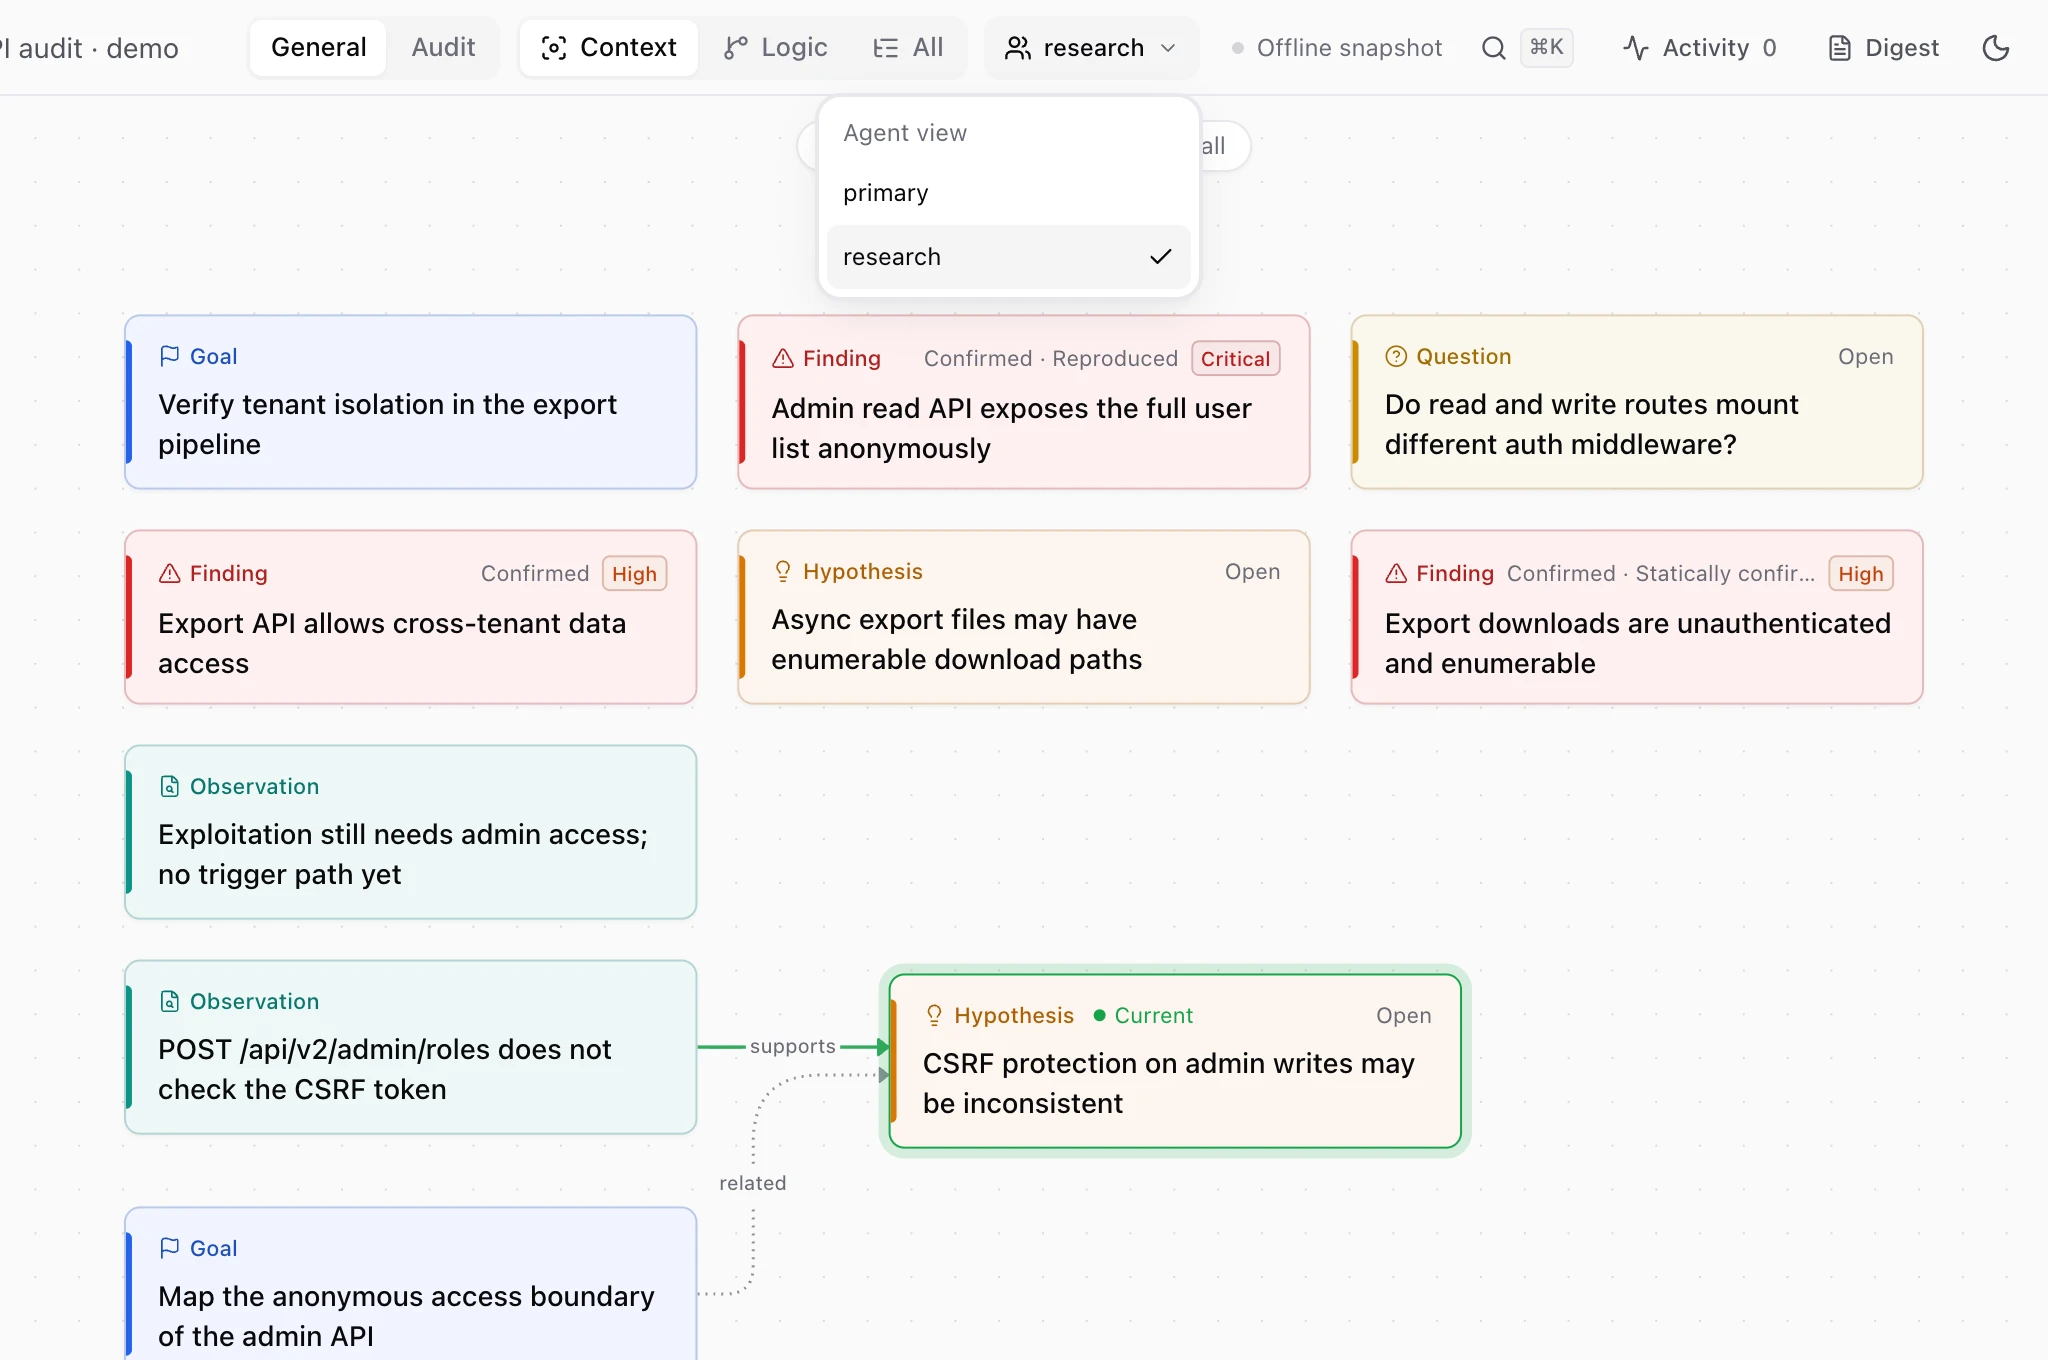 audit · demo
General
Audit
Context
Logic
All
research
Offline snapshot
⌘K
Activity 0
Digest
Agent view
primary
research
all
Goal
Verify tenant isolation in the export
pipeline
Finding
Confirmed · Reproduced
Critical
Admin read API exposes the full user
list anonymously
Question
Open
Do read and write routes mount
different auth middleware?
Finding
Confirmed
High
Export API allows cross-tenant data
access
Hypothesis
Open
Async export files may have
enumerable download paths
Finding
Confirmed · Statically confir...
High
Export downloads are unauthenticated
and enumerable
Observation
Exploitation still needs admin access;
no trigger path yet
Observation
POST /api/v2/admin/roles does not
check the CSRF token
supports
Hypothesis
Current
Open
CSRF protection on admin writes may
be inconsistent
related
Goal
Map the anonymous access boundary
of the admin API